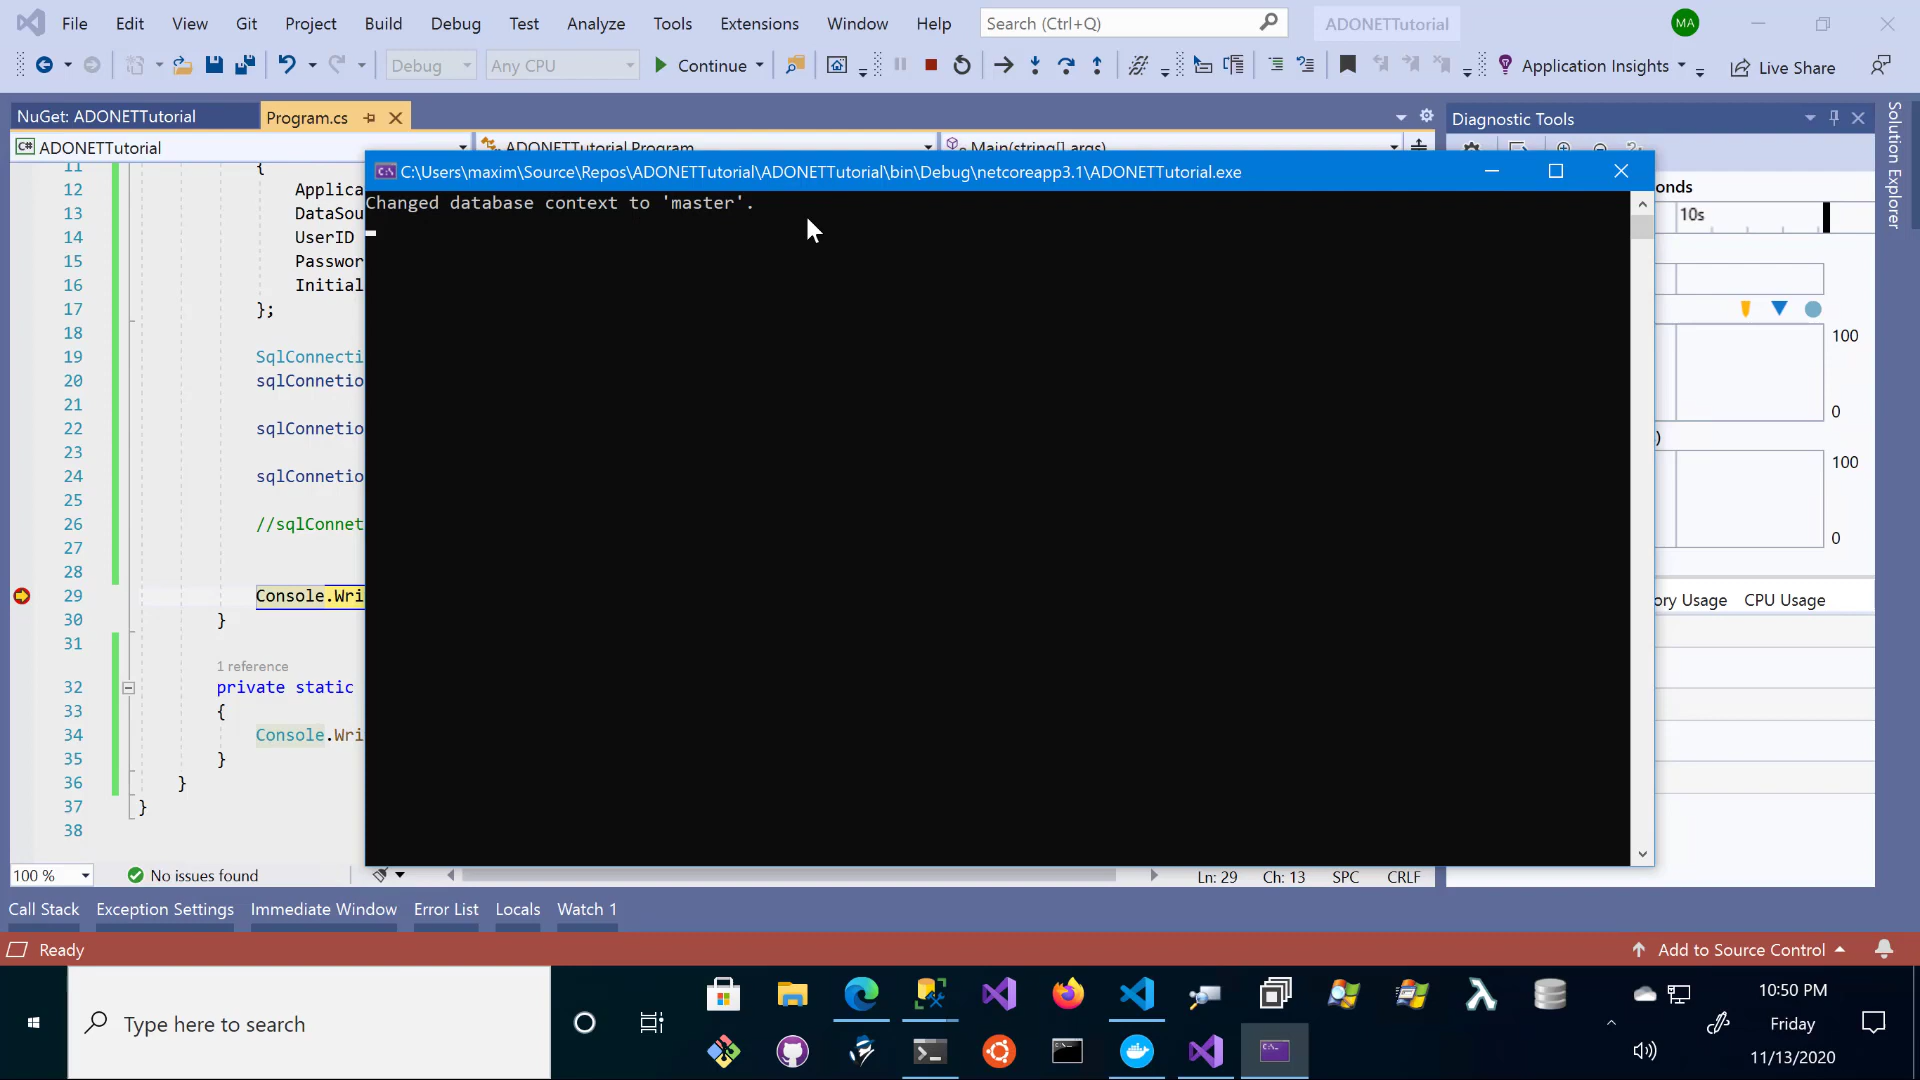 File Edit View Git Project Build Debug Test Analyze Tools Extensions Window Help Search (Ctrl+Q) ADONETTutorial MA
Debug Any CPU Continue Application Insights Live Share
NuGet: ADONETTutorial Program.cs Diagnostic Tools
C# ADONETTutorial ADONETTutorial.Program Main(string[] args)
C:\Users\maxim\Source\Repos\ADONETTutorial\ADONETTutorial\bin\Debug\netcoreapp3.1\ADONETTutorial.exe
Changed database context to 'master'.
11 {
12 Applica
13 DataSou
14 UserID
15 Passwor
16 Initial
17 };
18
19 SqlConnecti
20 sqlConnetio
21
22 sqlConnetio
23
24 sqlConnetio
25
26 //sqlConnet
27
28
29 Console.Wri
30 }
31
1 reference
32 private static
33 {
34 Console.Wri
35 }
36 }
37 }
38
onds
10s
100
0
)
100
0
ory Usage CPU Usage
Solution Explorer
100 % No issues found Ln: 29 Ch: 13 SPC CRLF
Call Stack Exception Settings Immediate Window Error List Locals Watch 1
Ready Add to Source Control
Type here to search
10:50 PM
Friday
11/13/2020